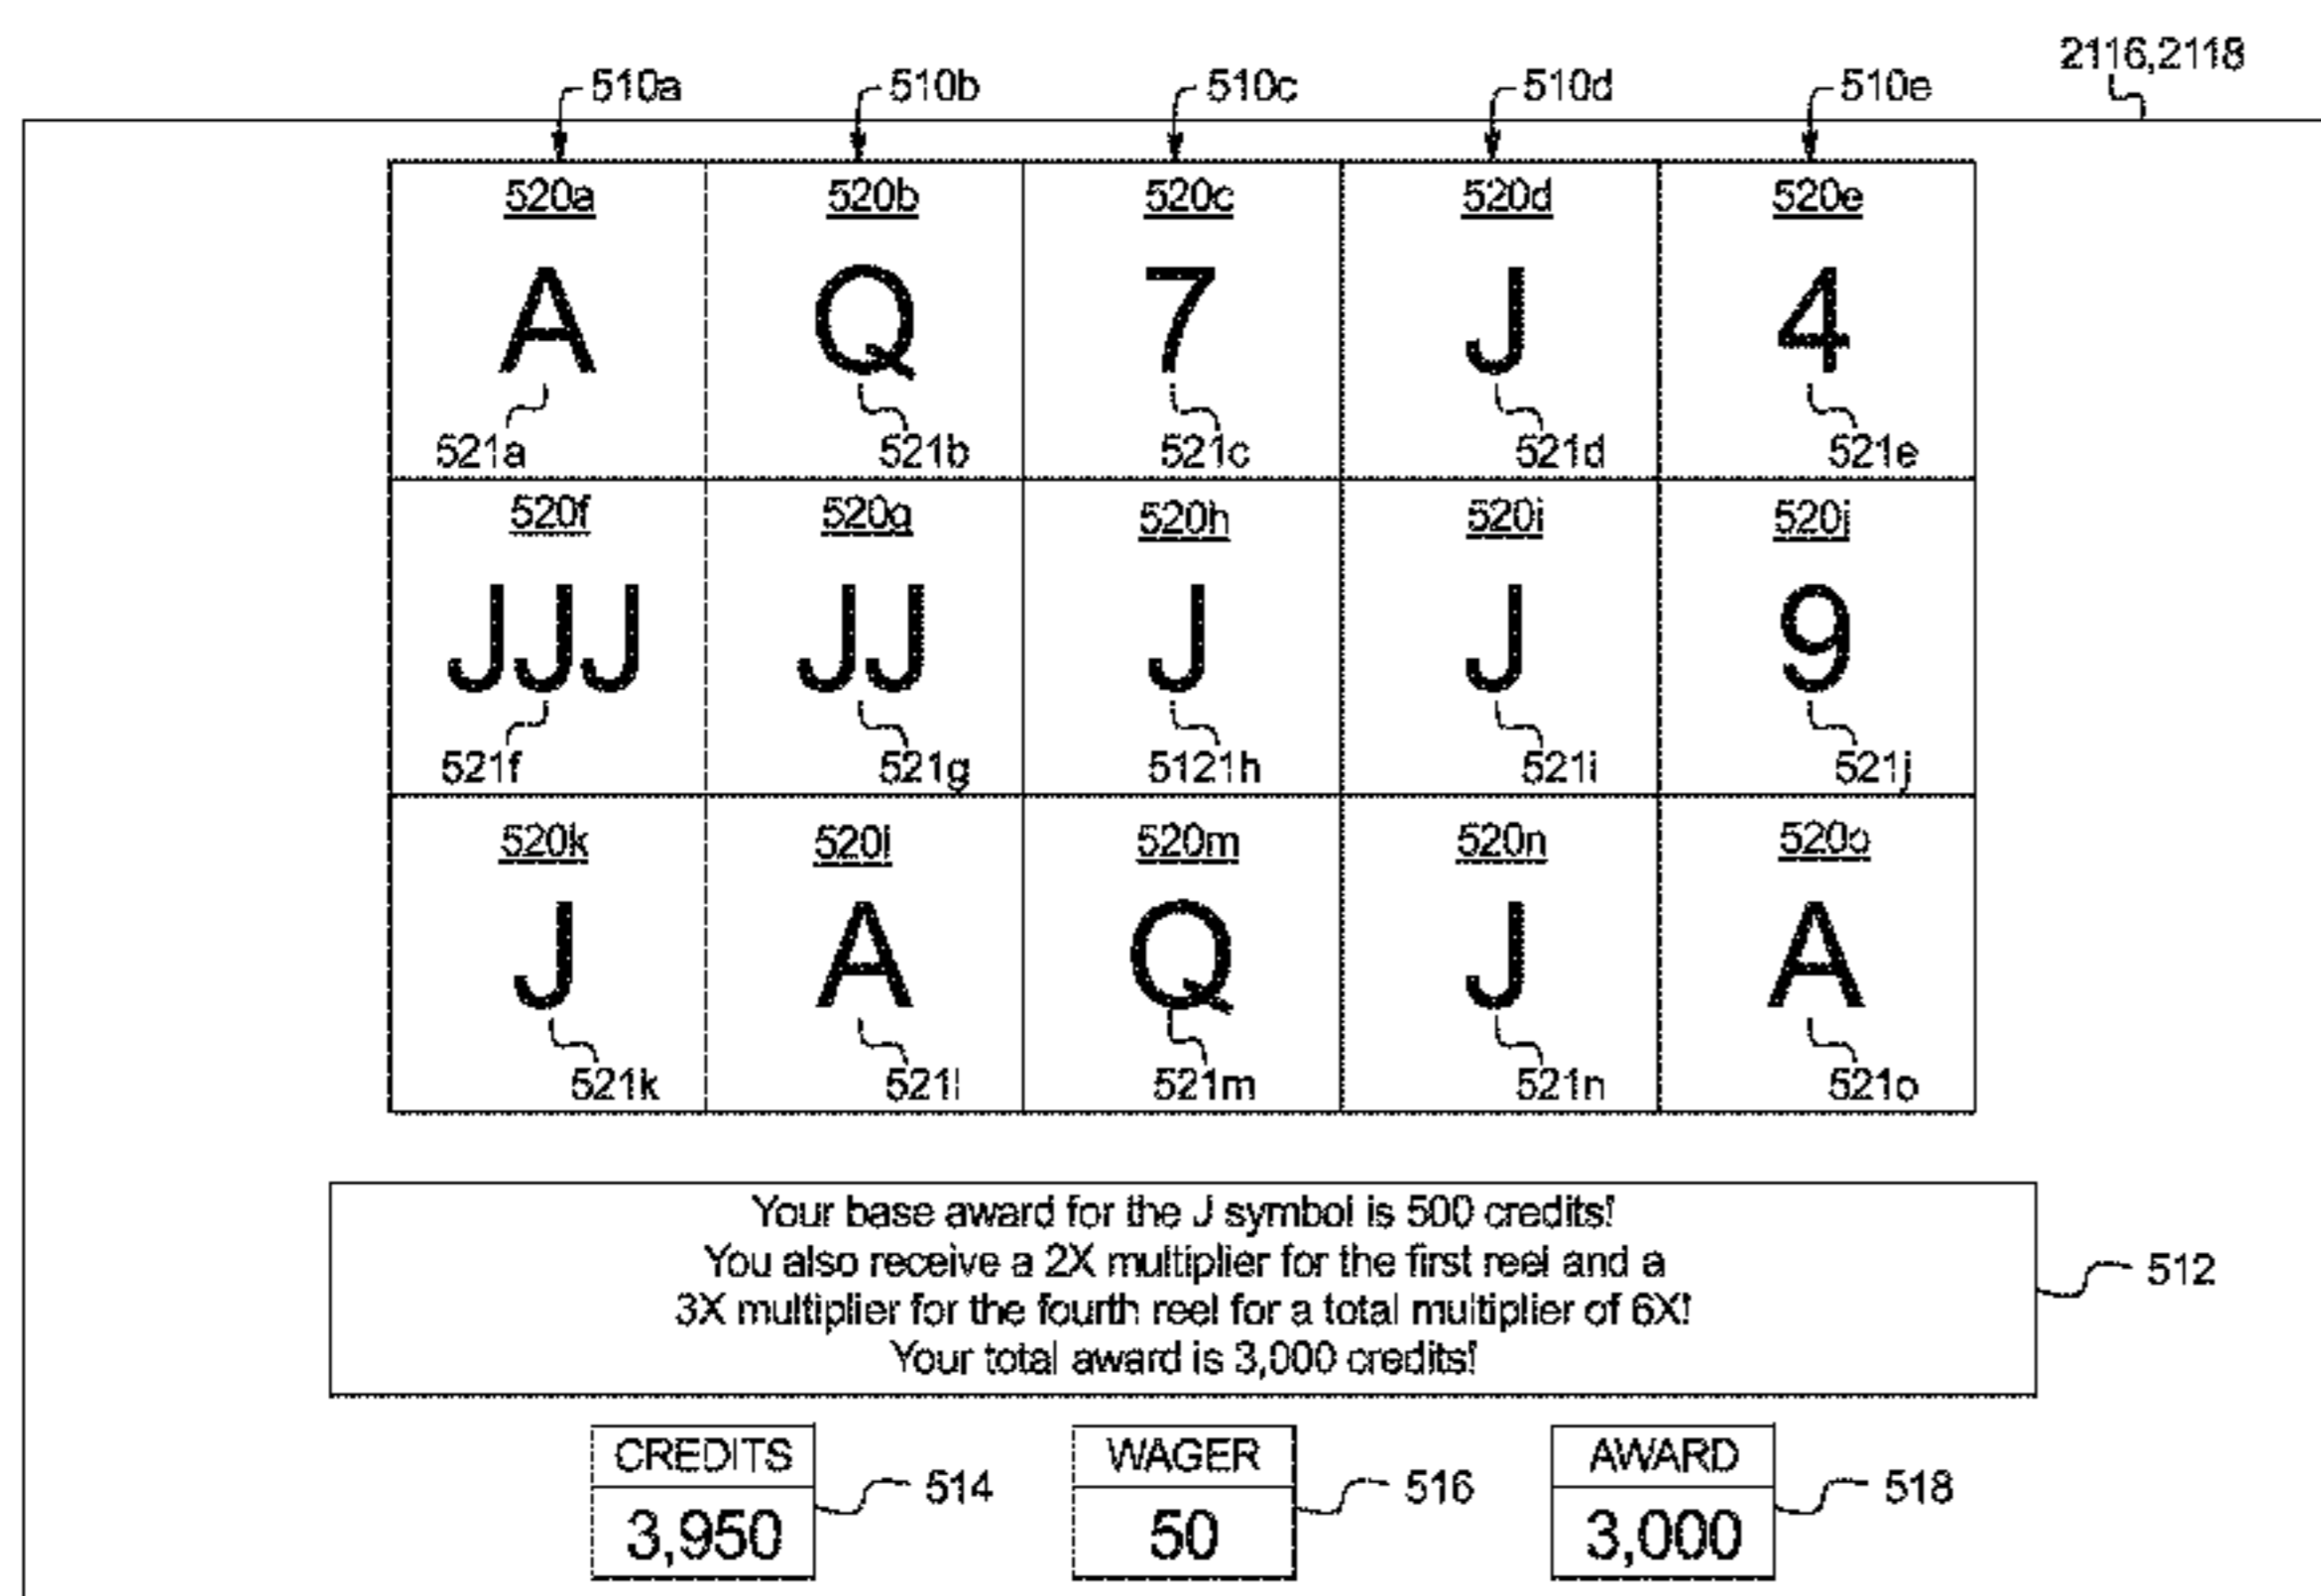 2116,2118
510a 510b 510c 510d 510e
520a 520b 520c 520d 520e
A Q 7 J 4
521a 521b 521c 521d 521e
520f 520g 520h 520i 520j
JJJ JJ J J 9
521f 521g 5121h 521i 521j
520k 520l 520m 520n 520o
J A Q J A
521k 521l 521m 521n 521o
Your base award for the J symbol is 500 credits!
You also receive a 2X multiplier for the first reel and a
3X multiplier for the fourth reel for a total multiplier of 6X!
Your total award is 3,000 credits!
512
CREDITS WAGER AWARD
514 516 518
3,950 50 3,000